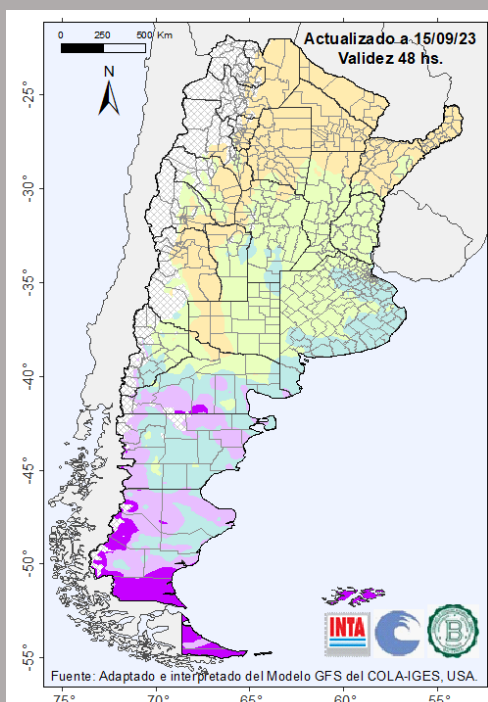 0 250 500 Km
Actualizado a 15/09/23
Validez 48 hs.
N
-25°
-30°
-35°
-40°
-45°
-50°
-55°
INTA
B
Fuente: Adaptado e interpretado del Modelo GFS del COLA-IGES, USA.
75° 70° 65° 60° 55°